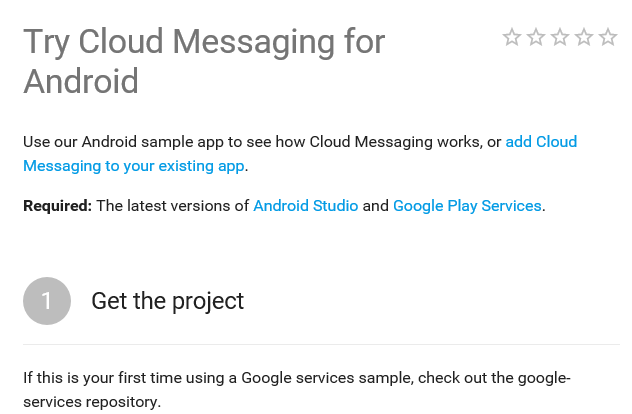 Try Cloud Messaging for
Android
Use our Android sample app to see how Cloud Messaging works, or add Cloud
Messaging to your existing app.
Required: The latest versions of Android Studio and Google Play Services.
1 Get the project
If this is your first time using a Google services sample, check out the google-
services repository.